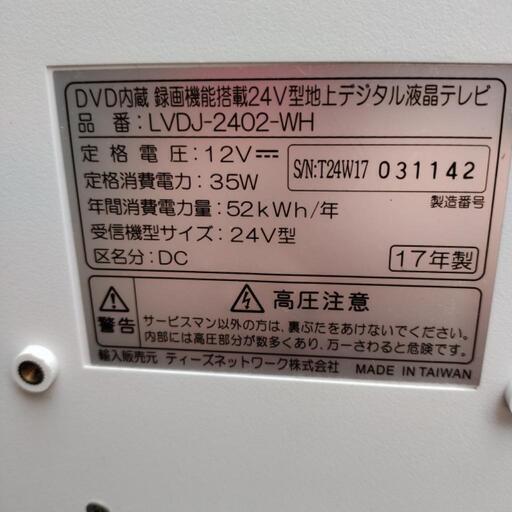 DVD内蔵 録画機能搭載24V型地上デジタル液晶テレビ
品番:LVDJ-2402-WH
定格電圧:12V⎓
S/N:T24W17 031142
定格消費電力:35W
製造番号
年間消費電力量:52kWh/年
受信機型サイズ:24V型
区名分:DC
17年製
警告
高圧注意
サービスマン以外の方は、裏ぶたをあけないでください。
内部には高圧部分が数多くあり、万一さわると危険です。
輸入販売元 ティーズネットワーク株式会社
MADE IN TAIWAN